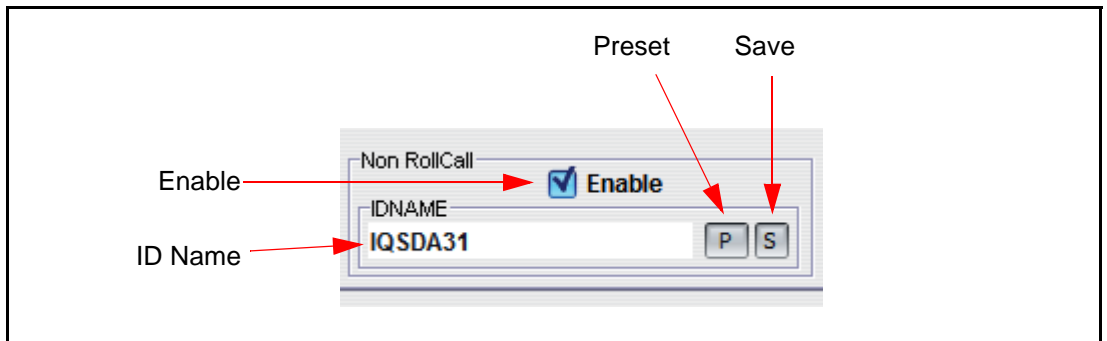 Preset Save
Non RollCall
Enable Enable
IDNAME
ID Name IQSDA31 P S